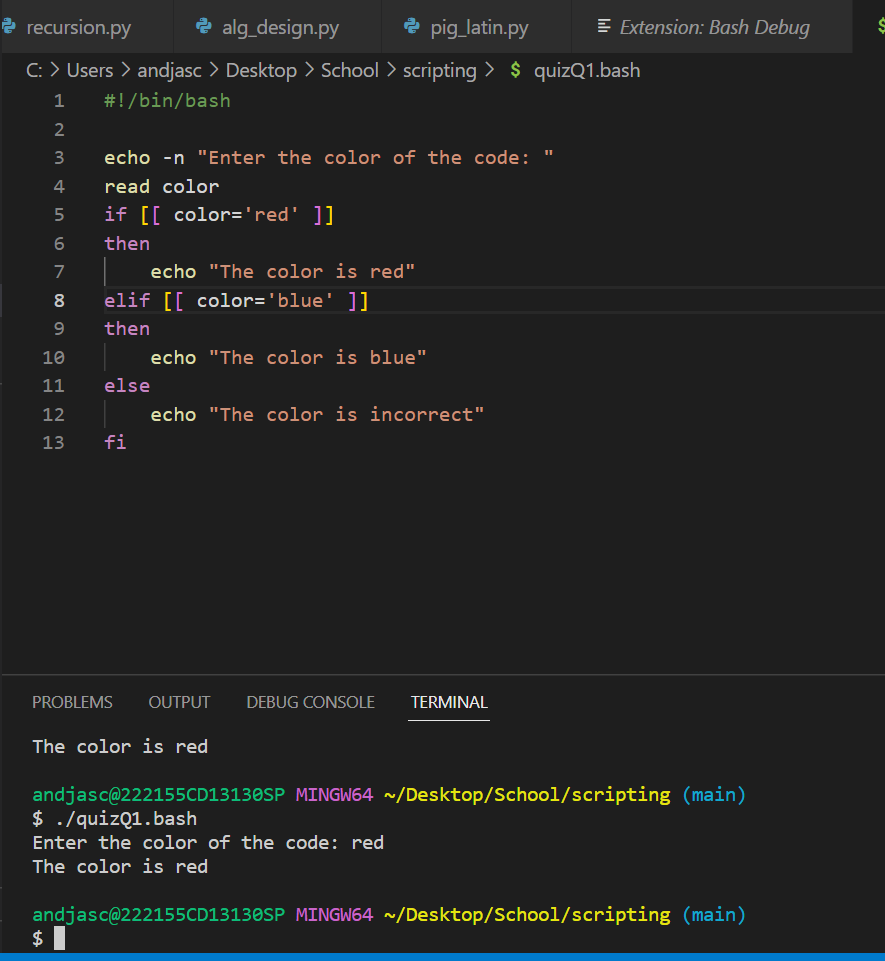 recursion.py alg_design.py pig_latin.py Extension: Bash Debug $
C: > Users > andjasc > Desktop > School > scripting > $ quizQ1.bash
1 #!/bin/bash
2
3 echo -n "Enter the color of the code: "
4 read color
5 if [[ color='red' ]]
6 then
7     echo "The color is red"
8 elif [[ color='blue' ]]
9 then
10     echo "The color is blue"
11 else
12     echo "The color is incorrect"
13 fi
PROBLEMS OUTPUT DEBUG CONSOLE TERMINAL
The color is red
andjasc@222155CD13130SP MINGW64 ~/Desktop/School/scripting (main)
$ ./quizQ1.bash
Enter the color of the code: red
The color is red
andjasc@222155CD13130SP MINGW64 ~/Desktop/School/scripting (main)
$